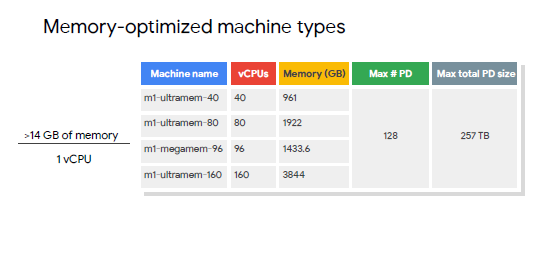 Memory-optimized machine types
Machine name vCPUs Memory (GB) Max # PD Max total PD size
m1-ultramem-40 40 961
m1-ultramem-80 80 1922
m1-megamem-96 96 1433.6
m1-ultramem-160 160 3844
128 257 TB
>14 GB of memory
1 vCPU